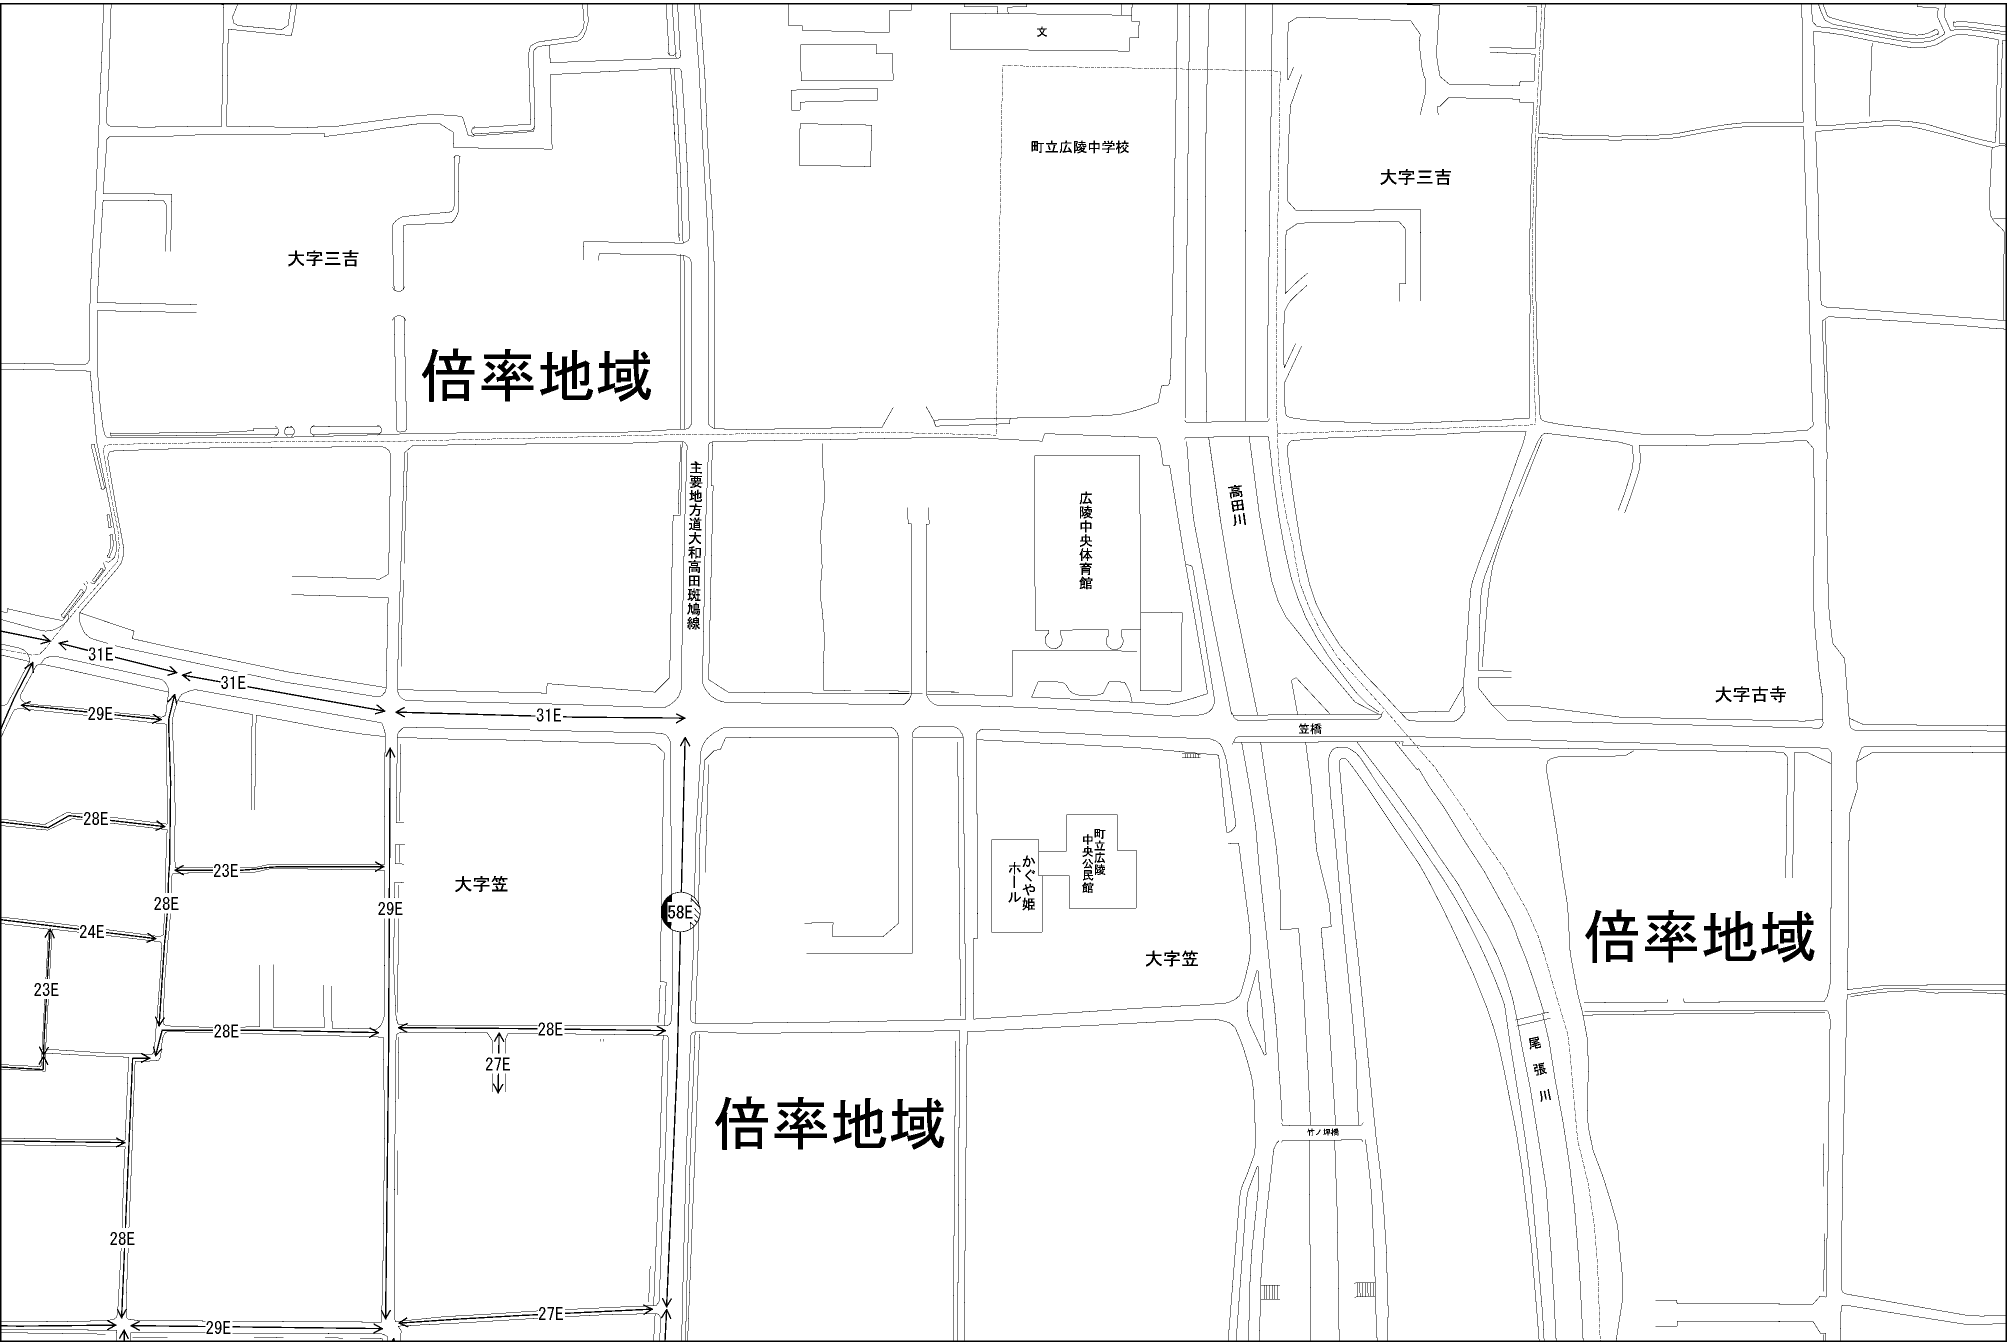 文
町立広陵中学校
大字三吉
大字三吉
倍率地域
主要地方道大和高田斑鳩線
広陵中央体育館
高田川
31E
31E
31E
29E
大字古寺
笠橋
28E
23E
大字笠
28E
29E
58E
町立広陵
中央公民館
かぐや姫
ホール
24E
大字笠
倍率地域
23E
28E
28E
27E
尾張川
倍率地域
竹ノ坪橋
28E
29E
27E